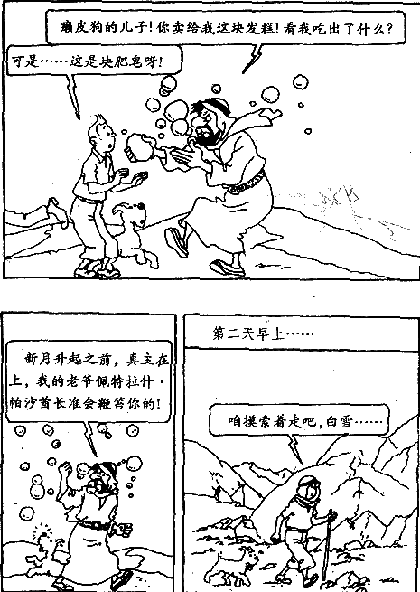 癞皮狗的儿子！你卖给我这块发糕！看我吃出了什么？
可是……这是块肥皂呀！
新月升起之前，真主在
上，我的老爷佩特拉什·
帕沙酋长准会鞭笞你的！
第二天早上……
咱摸索着走吧，白雪……